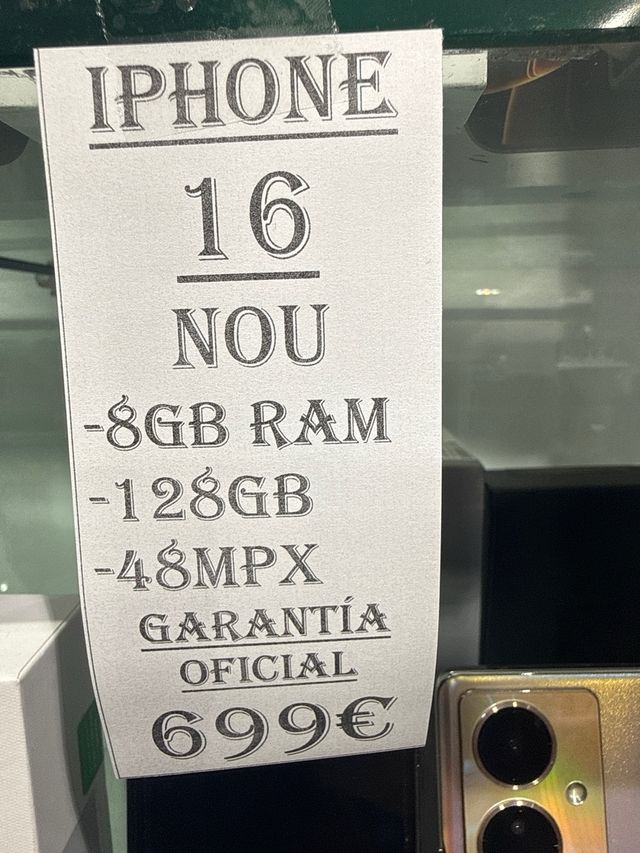 IPHONE
16
NOU
-8GB RAM
-128GB
-48MPX
GARANTÍA
OFICIAL
699€